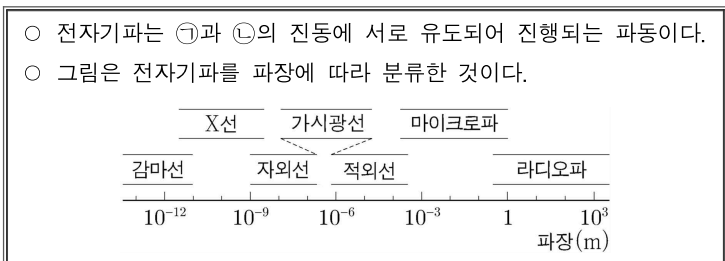 ○ 전자기파는 ㉠과 ㉡의 진동에 서로 유도되어 진행되는 파동이다.
○ 그림은 전자기파를 파장에 따라 분류한 것이다.
X선 가시광선 마이크로파
감마선 자외선 적외선 라디오파
10⁻¹² 10⁻⁹ 10⁻⁶ 10⁻³ 1 10³
파장(m)